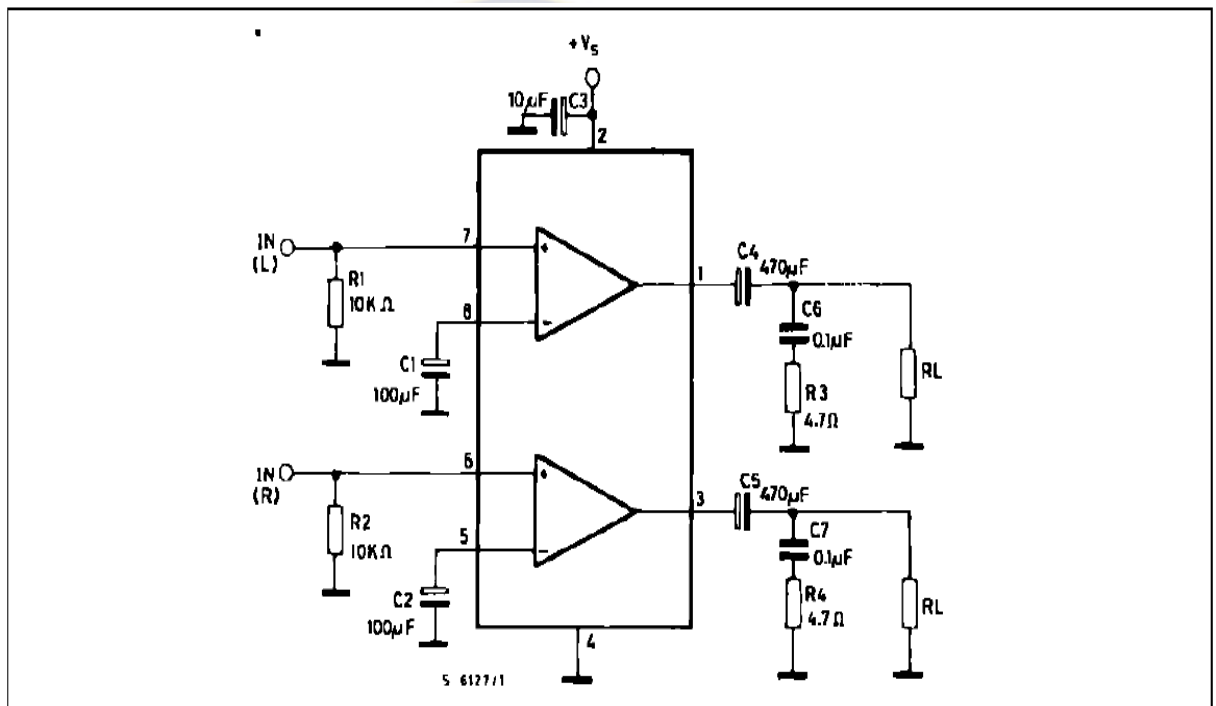 +Vs
10µF
C3
2
IN
(L)
7
R1
10KΩ
8
C1
100µF
1
C4
470µF
C6
0.1µF
R3
4.7Ω
RL
IN
(R)
6
R2
10KΩ
5
C2
100µF
3
C5
470µF
C7
0.1µF
R4
4.7Ω
RL
4
S 6127/1
+
-
+
-